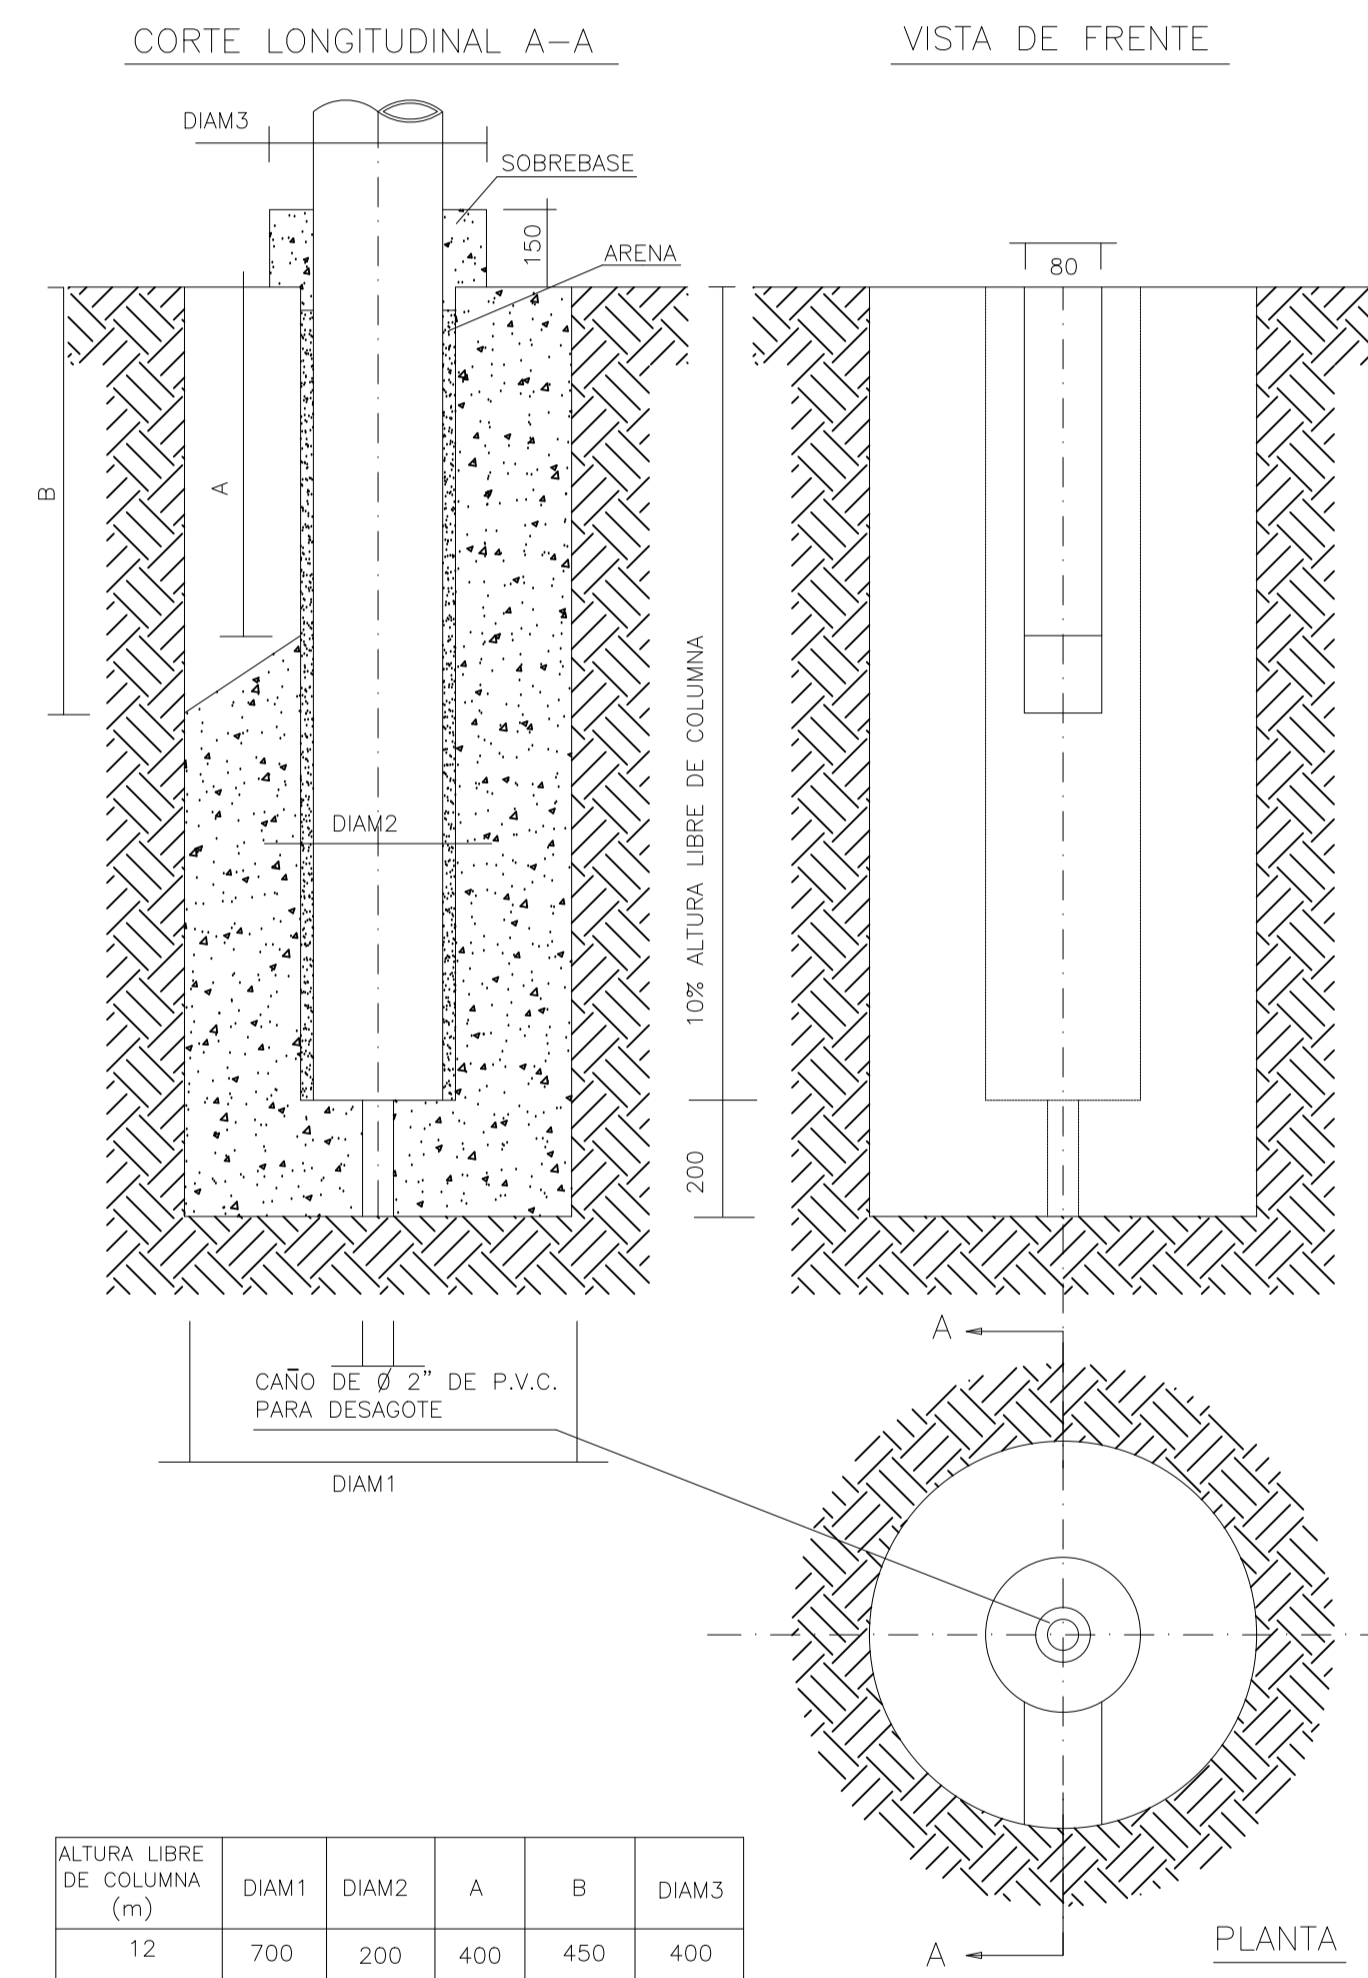 CORTE LONGITUDINAL A-A
VISTA DE FRENTE
DIAM3
SOBREBASE
150
ARENA
80
B
A
10% ALTURA LIBRE DE COLUMNA
DIAM2
200
A
CAÑO DE Ø 2" DE P.V.C.
PARA DESAGOTE
DIAM1
ALTURA LIBRE
DE COLUMNA
(m)
DIAM1
DIAM2
A
B
DIAM3
12
700
200
400
450
400
A
PLANTA